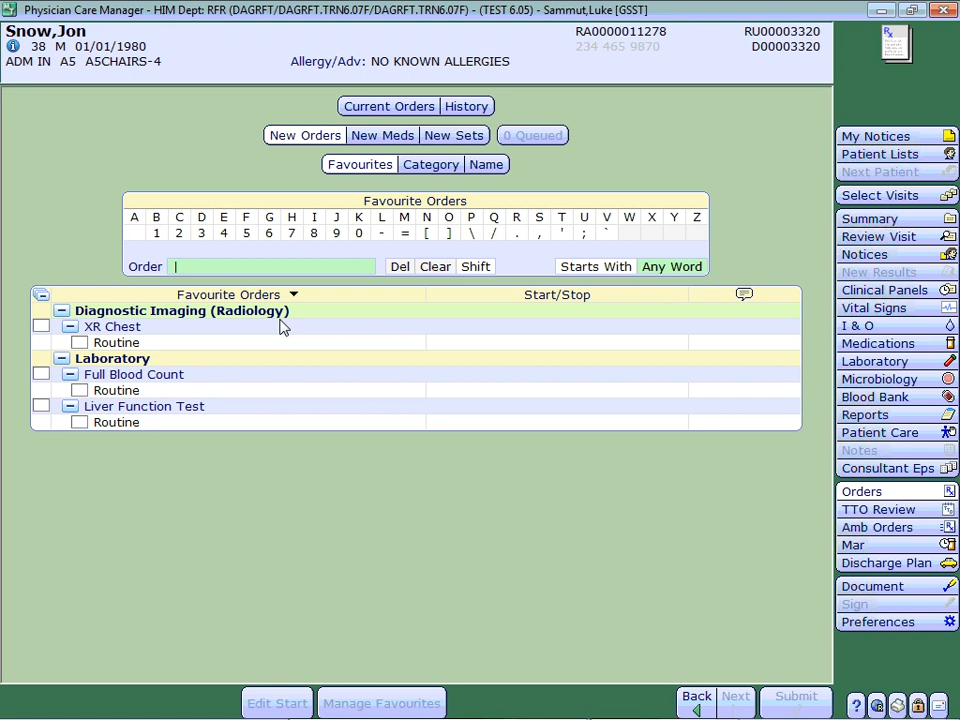 Physician Care Manager - HIM Dept: RFR (DAGRFT/DAGRFT.TRN6.07F/DAGRFT.TRN6.07F) - (TEST 6.05) - Sammut,Luke [GSST]
Snow,Jon
38 M 01/01/1980
ADM IN A5 A5CHAIRS-4
Allergy/Adv: NO KNOWN ALLERGIES
RA0000011278
234 465 9870
RU00003320
D00003320
Current Orders History
New Orders New Meds New Sets 0 Queued
Favourites Category Name
Favourite Orders
A B C D E F G H I J K L M N O P Q R S T U V W X Y Z
1 2 3 4 5 6 7 8 9 0 - = [ ] \ / . , ' ; `
Order Del Clear Shift Starts With Any Word
Favourite Orders Start/Stop
Diagnostic Imaging (Radiology)
XR Chest
Routine
Laboratory
Full Blood Count
Routine
Liver Function Test
Routine
My Notices
Patient Lists
Next Patient
Select Visits
Summary
Review Visit
Notices
New Results
Clinical Panels
Vital Signs
I & O
Medications
Laboratory
Microbiology
Blood Bank
Reports
Patient Care
Notes
Consultant Eps
Orders
TTO Review
Amb Orders
Mar
Discharge Plan
Document
Sign
Preferences
Edit Start Manage Favourites Back Next Submit